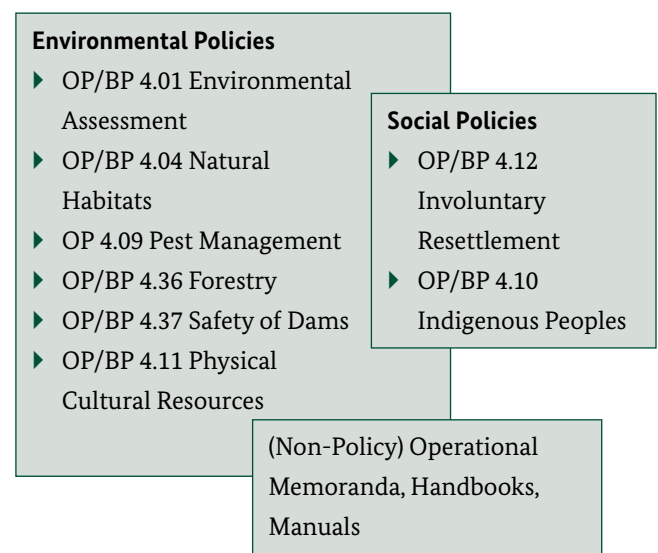 Environmental Policies
OP/BP 4.01 Environmental
Assessment
OP/BP 4.04 Natural
Habitats
OP 4.09 Pest Management
OP/BP 4.36 Forestry
OP/BP 4.37 Safety of Dams
OP/BP 4.11 Physical
Cultural Resources
Social Policies
OP/BP 4.12
Involuntary
Resettlement
OP/BP 4.10
Indigenous Peoples
(Non-Policy) Operational
Memoranda, Handbooks,
Manuals